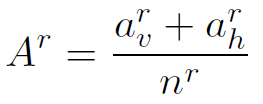 $A^r = \frac{a_v^r + a_h^r}{n^r}$